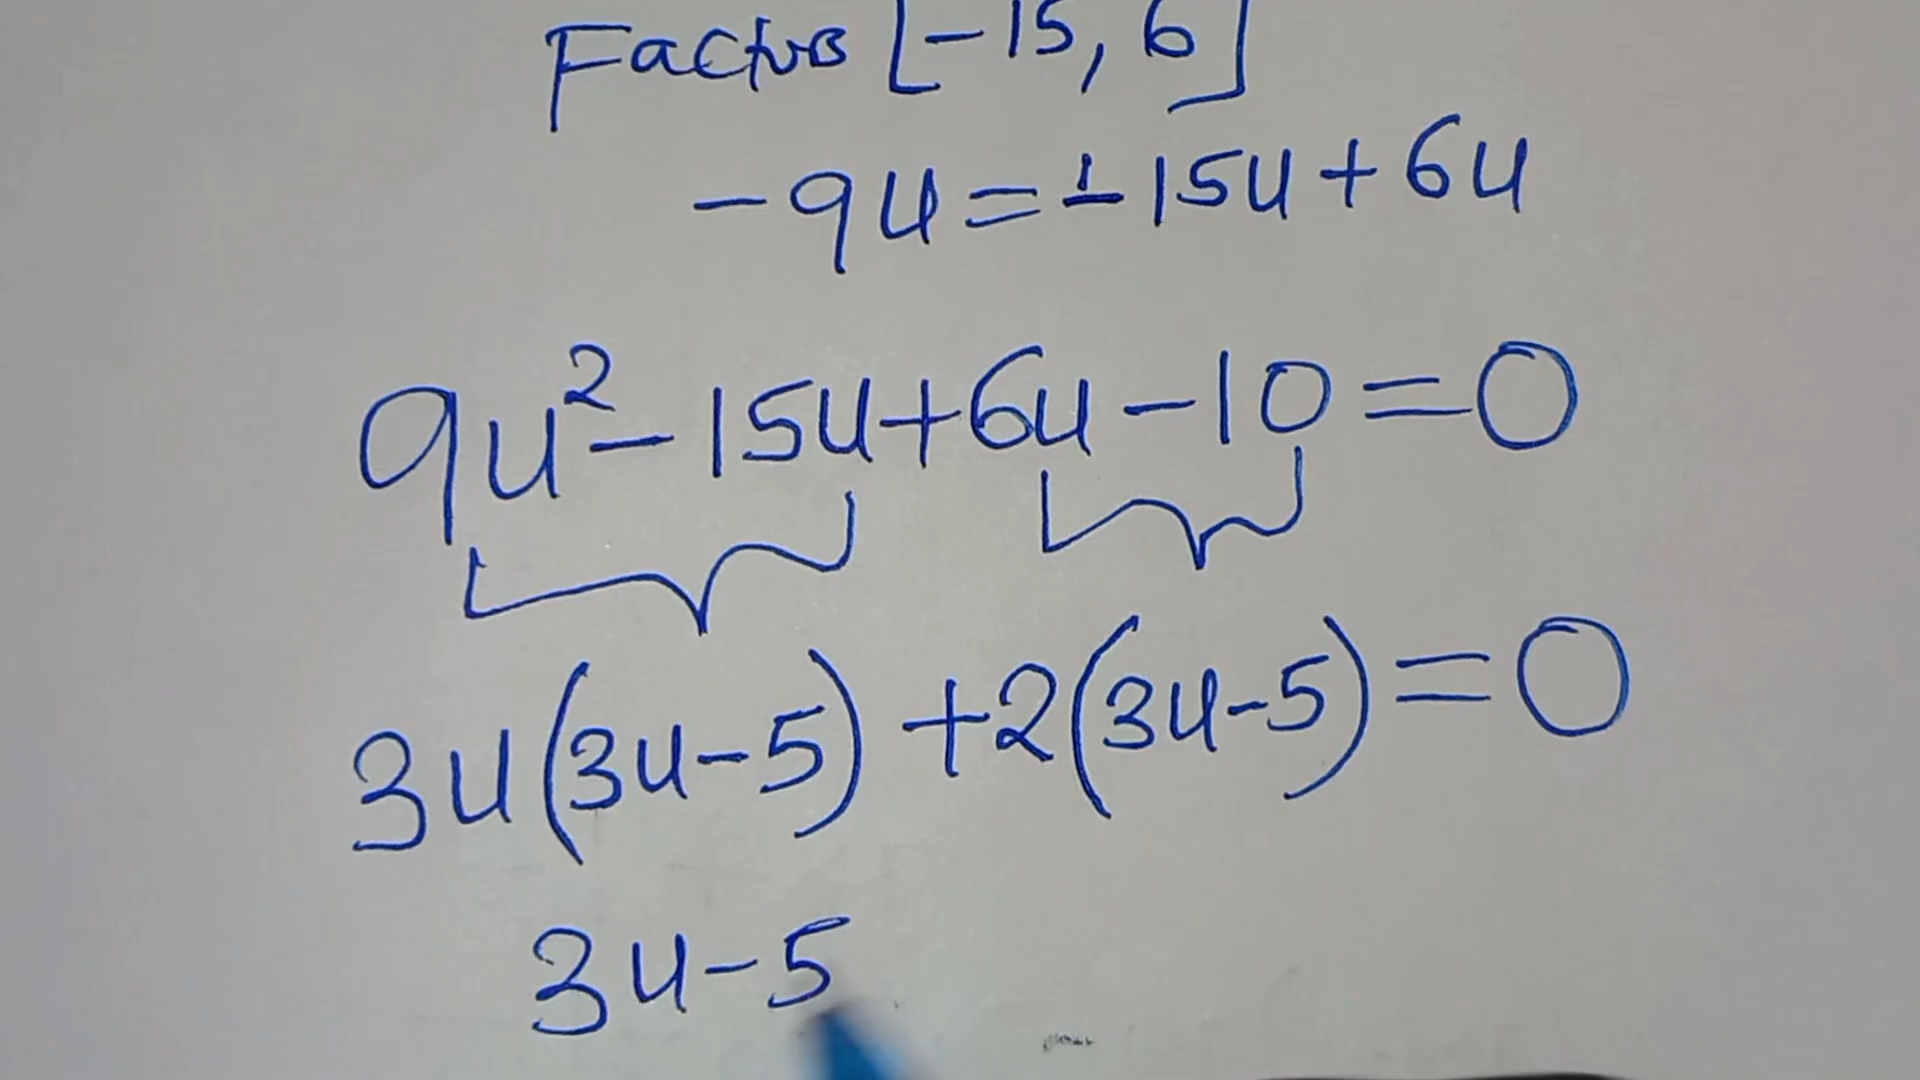 Factors [-15, 6]
-9u = -15u + 6u
9u² - 15u + 6u - 10 = 0
3u(3u-5) + 2(3u-5) = 0
3u - 5